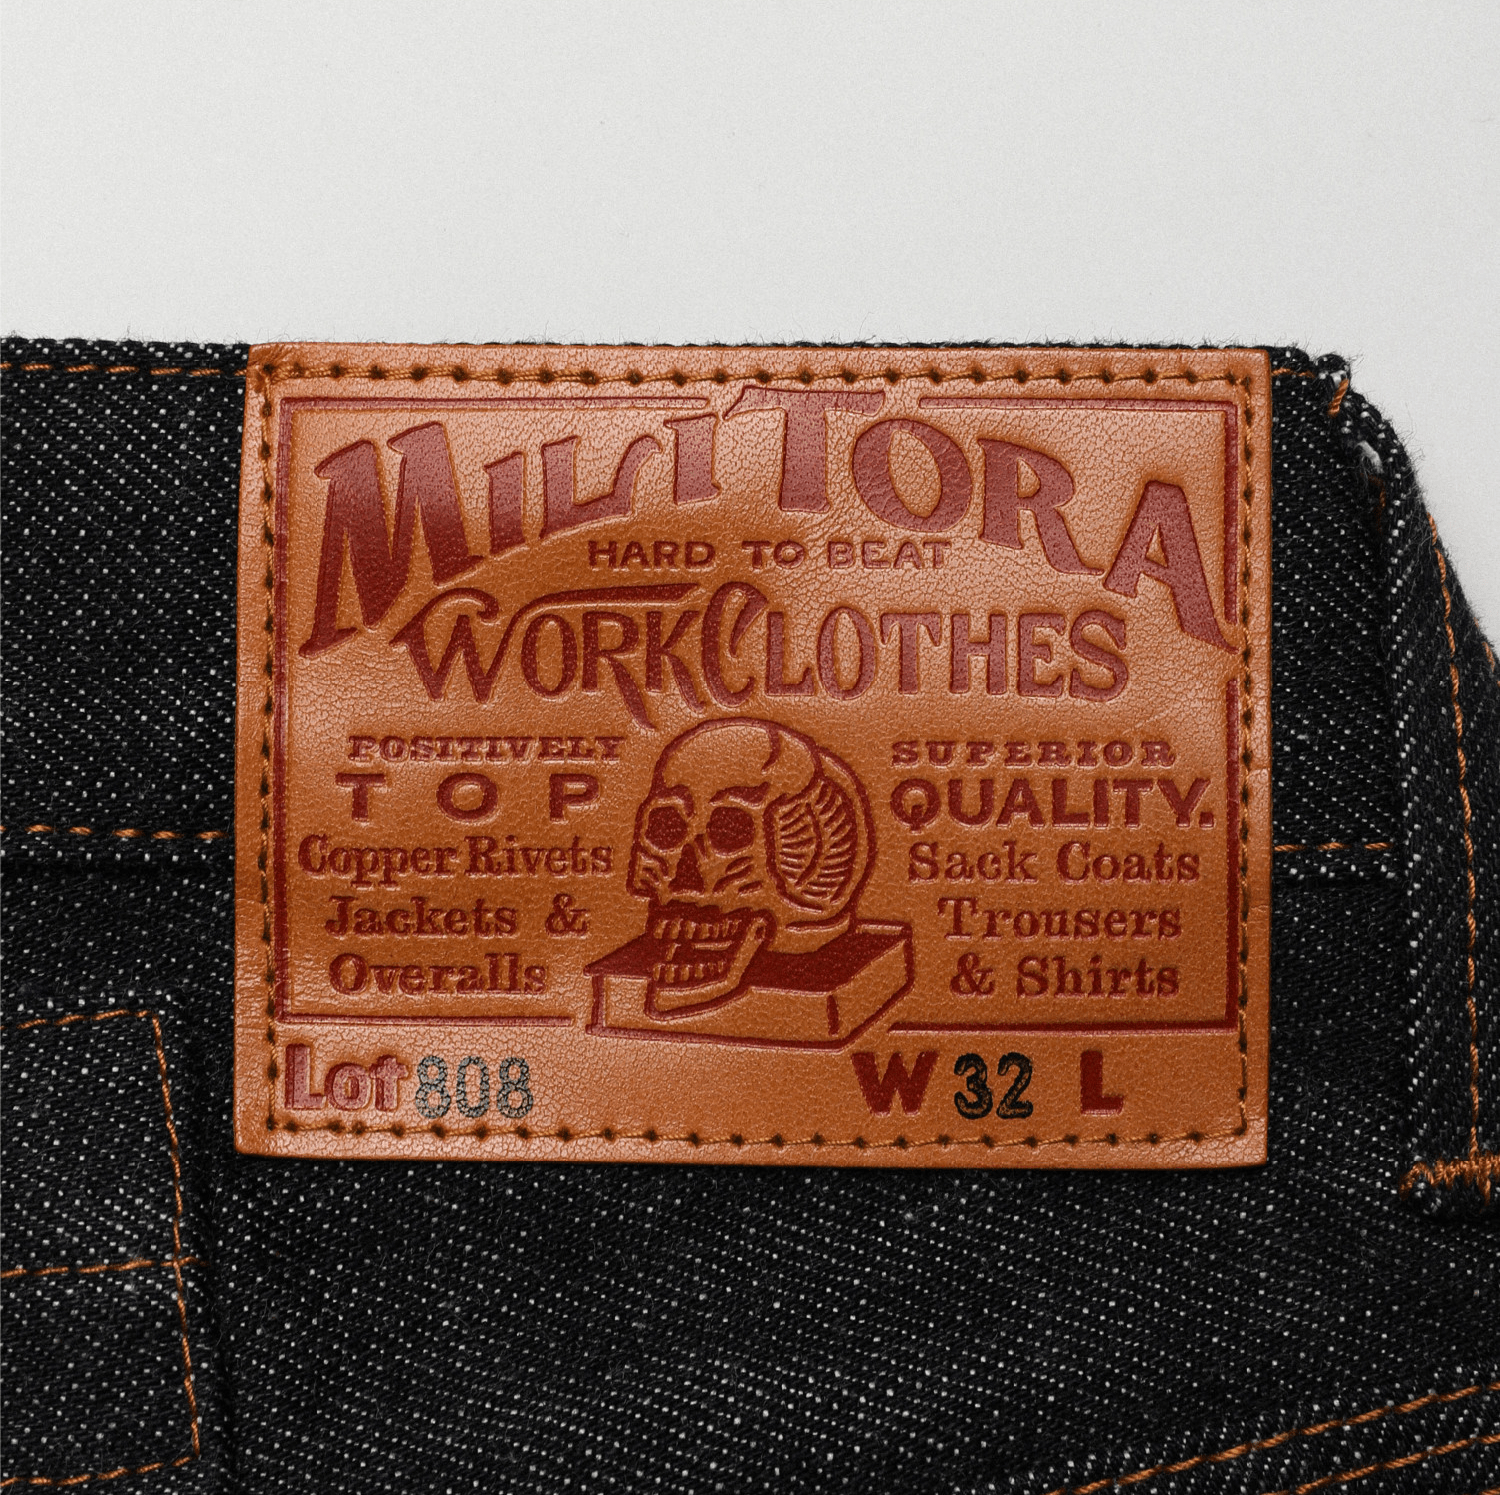 MILITORA
HARD TO BEAT
WORKCLOTHES
POSITIVELY
TOP
Copper Rivets
Jackets &
Overalls
SUPERIOR
QUALITY.
Sack Coats
Trousers
& Shirts
Lot 808
W 32 L